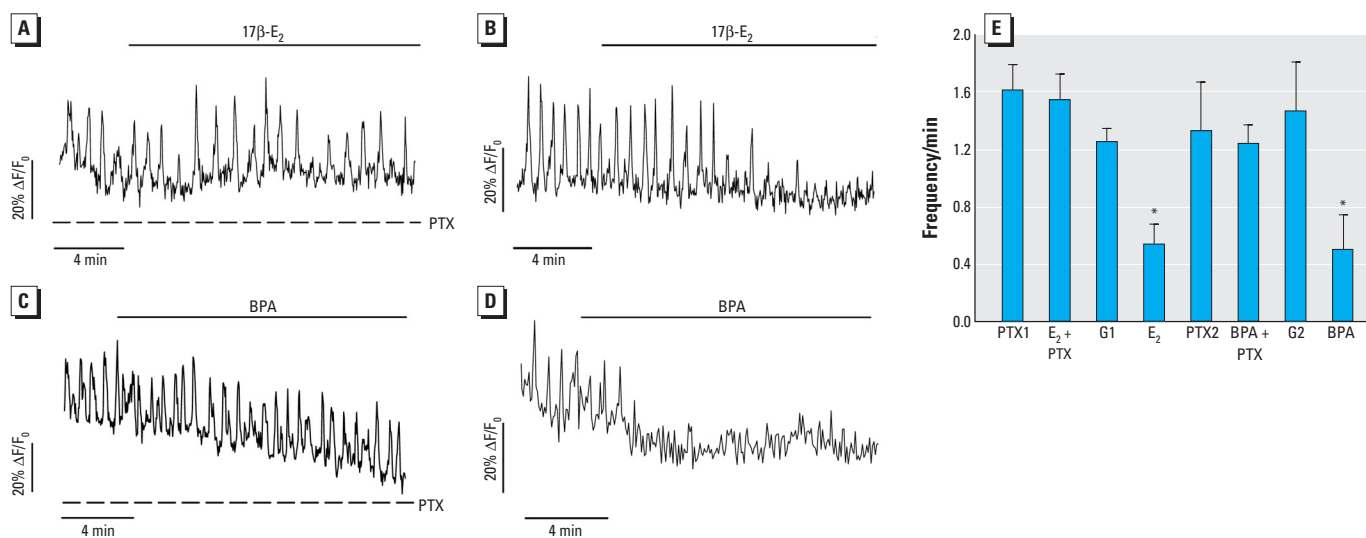 A
17β-E₂
20% ΔF/F₀
PTX
4 min
B
17β-E₂
20% ΔF/F₀
4 min
C
BPA
20% ΔF/F₀
PTX
4 min
D
BPA
20% ΔF/F₀
4 min
E
Frequency/min
2.0
1.6
1.2
0.8
0.4
0.0
*
*
PTX1 E₂ + G1 E₂ PTX2 BPA + G2 BPA
PTX PTX